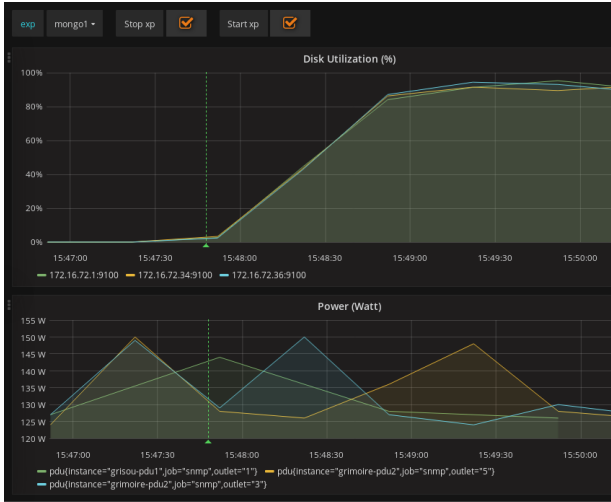 exp mongo1 Stop xp Start xp
Disk Utilization (%)
100%
80%
60%
40%
20%
0%
15:47:00 15:47:30 15:48:00 15:48:30 15:49:00 15:49:30 15:50:00
172.16.72.1:9100 172.16.72.34:9100 172.16.72.36:9100
Power (Watt)
155 W
150 W
145 W
140 W
135 W
130 W
125 W
120 W
15:47:00 15:47:30 15:48:00 15:48:30 15:49:00 15:49:30 15:50:00
pdu{instance="grisou-pdu1",job="snmp",outlet="1"} pdu{instance="grimoire-pdu2",job="snmp",outlet="5"}
pdu{instance="grimoire-pdu2",job="snmp",outlet="3"}